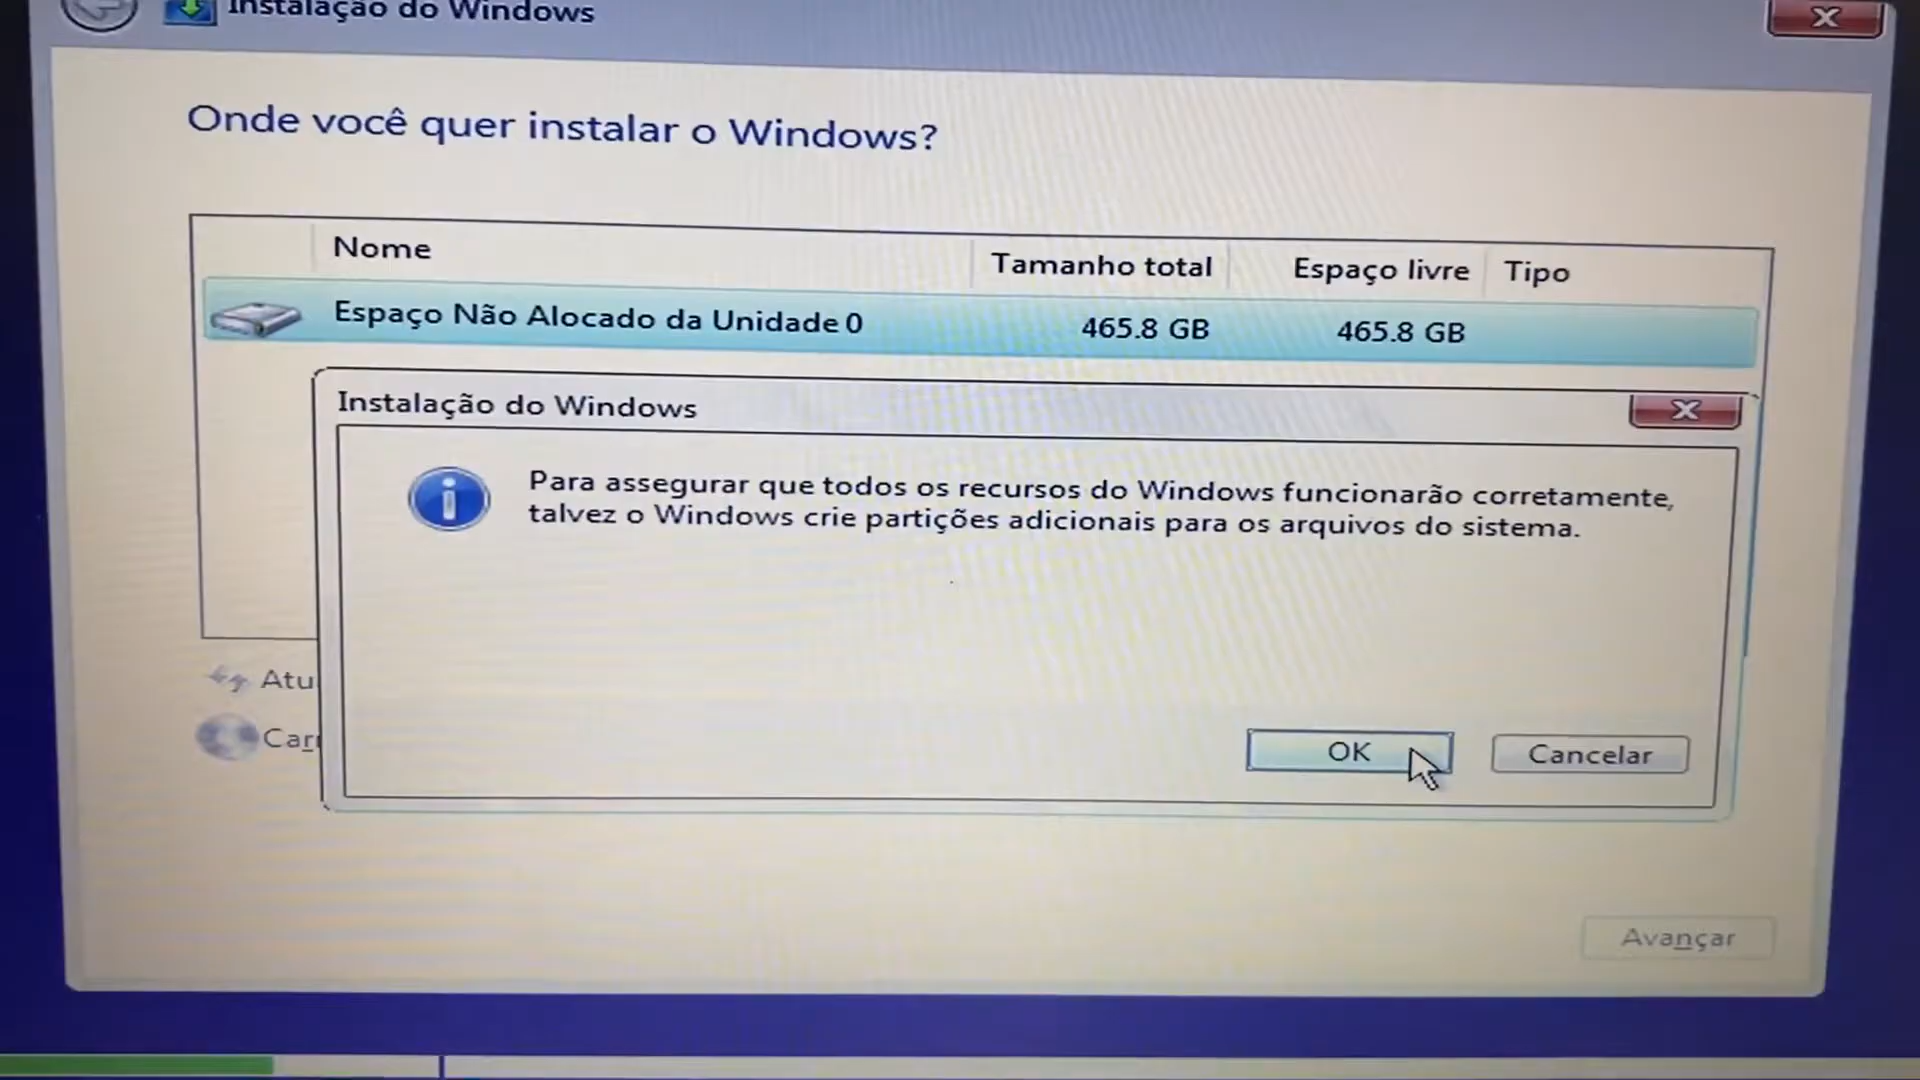 Instalação do Windows
Onde você quer instalar o Windows?
Nome Tamanho total Espaço livre Tipo
Espaço Não Alocado da Unidade 0 465.8 GB 465.8 GB
Instalação do Windows
Para assegurar que todos os recursos do Windows funcionarão corretamente,
talvez o Windows crie partições adicionais para os arquivos do sistema.
Atu
Car
OK Cancelar
Avançar